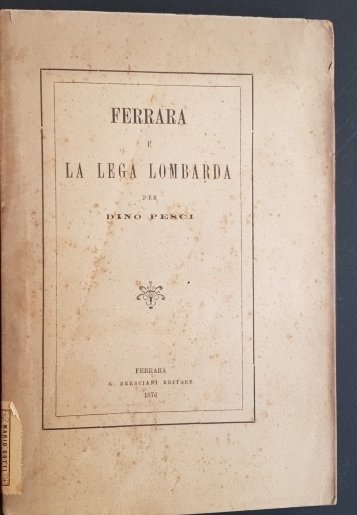 FERRARA
E
LA LEGA LOMBARDA
PER
DINO PESCI
FERRARA
G. BRESCIANI EDITORE
1876